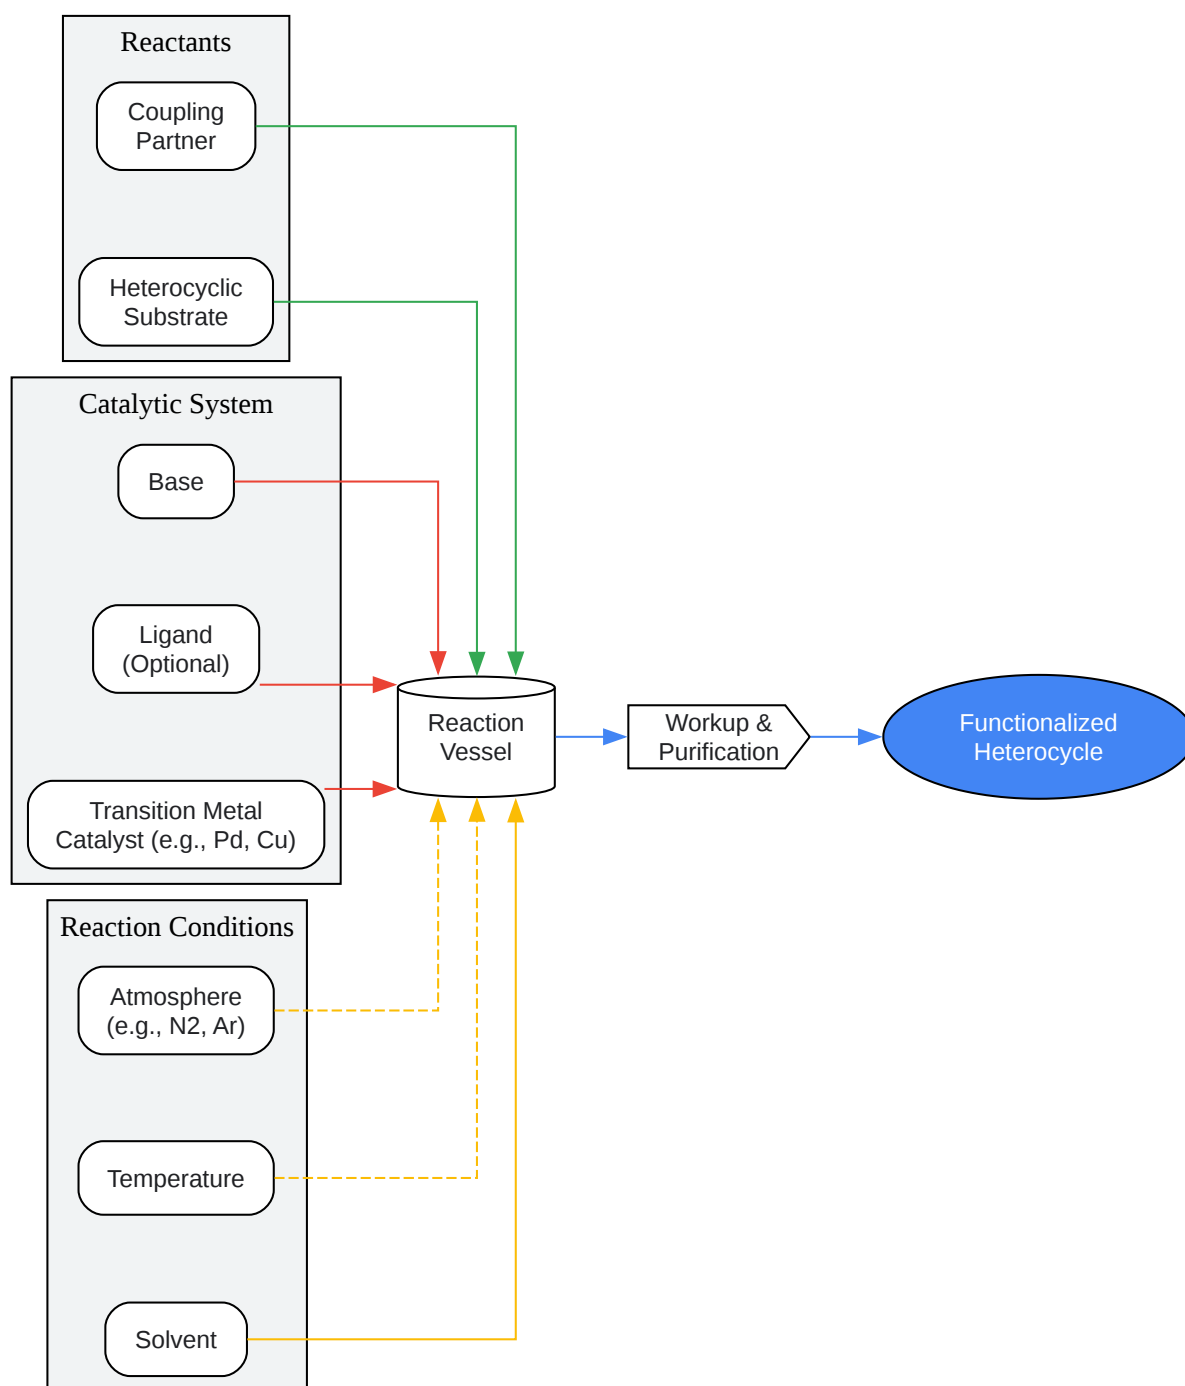 Reactants
Coupling
Partner
Heterocyclic
Substrate
Catalytic System
Base
Ligand
(Optional)
Transition Metal
Catalyst (e.g., Pd, Cu)
Reaction Conditions
Atmosphere
(e.g., N2, Ar)
Temperature
Solvent
Reaction
Vessel
Workup &
Purification
Functionalized
Heterocycle